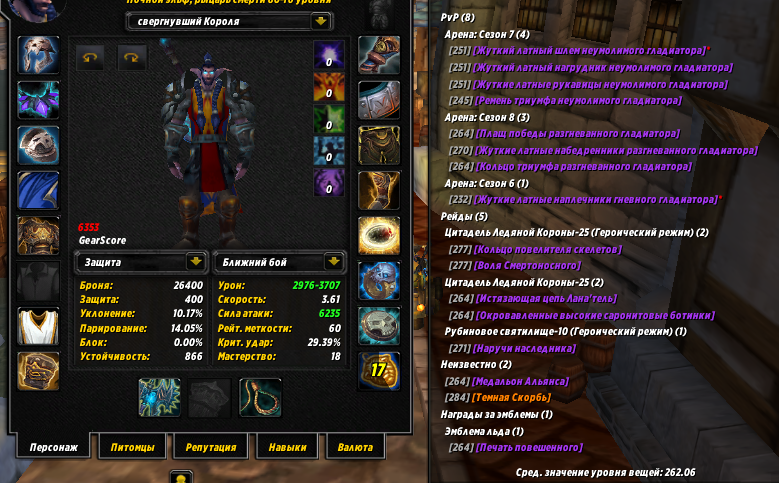 Ночной эльф, рыцарь смерти 80-го уровня
свергнувший Короля
0
0
0
0
0
6353
GearScore
Защита
Ближний бой
Броня: 26400
Защита: 400
Уклонение: 10.17%
Парирование: 14.05%
Блок: 0.00%
Устойчивость: 866
Урон: 2976-3707
Скорость: 3.61
Сила атаки: 6235
Рейт. меткости: 60
Крит. удар: 29.39%
Мастерство: 18
17
Персонаж
Питомцы
Репутация
Навыки
Валюта
PvP (8)
Арена: Сезон 7 (4)
[251] [Жуткий латный шлем неумолимого гладиатора]*
[251] [Жуткий латный нагрудник неумолимого гладиатора]
[251] [Жуткие латные рукавицы неумолимого гладиатора]
[245] [Ремень триумфа неумолимого гладиатора]
Арена: Сезон 8 (3)
[264] [Плащ победы разгневанного гладиатора]
[270] [Жуткие латные набедренники разгневанного гладиатора]
[264] [Кольцо триумфа разгневанного гладиатора]
Арена: Сезон 6 (1)
[232] [Жуткие латные наплечники гневного гладиатора]*
Рейды (5)
Цитадель Ледяной Короны-25 (Героический режим) (2)
[277] [Кольцо повелителя скелетов]
[277] [Воля Смертоносного]
Цитадель Ледяной Короны-25 (2)
[264] [Истязающая цепь Лана'тель]
[264] [Окровавленные высокие саронитовые ботинки]
Рубиновое святилище-10 (Героический режим) (1)
[271] [Наручи наследника]
Неизвестно (2)
[264] [Медальон Альянса]
[284] [Темная Скорбь]
Награды за эмблемы (1)
Эмблема льда (1)
[264] [Печать повешенного]
Сред. значение уровня вещей: 262.06